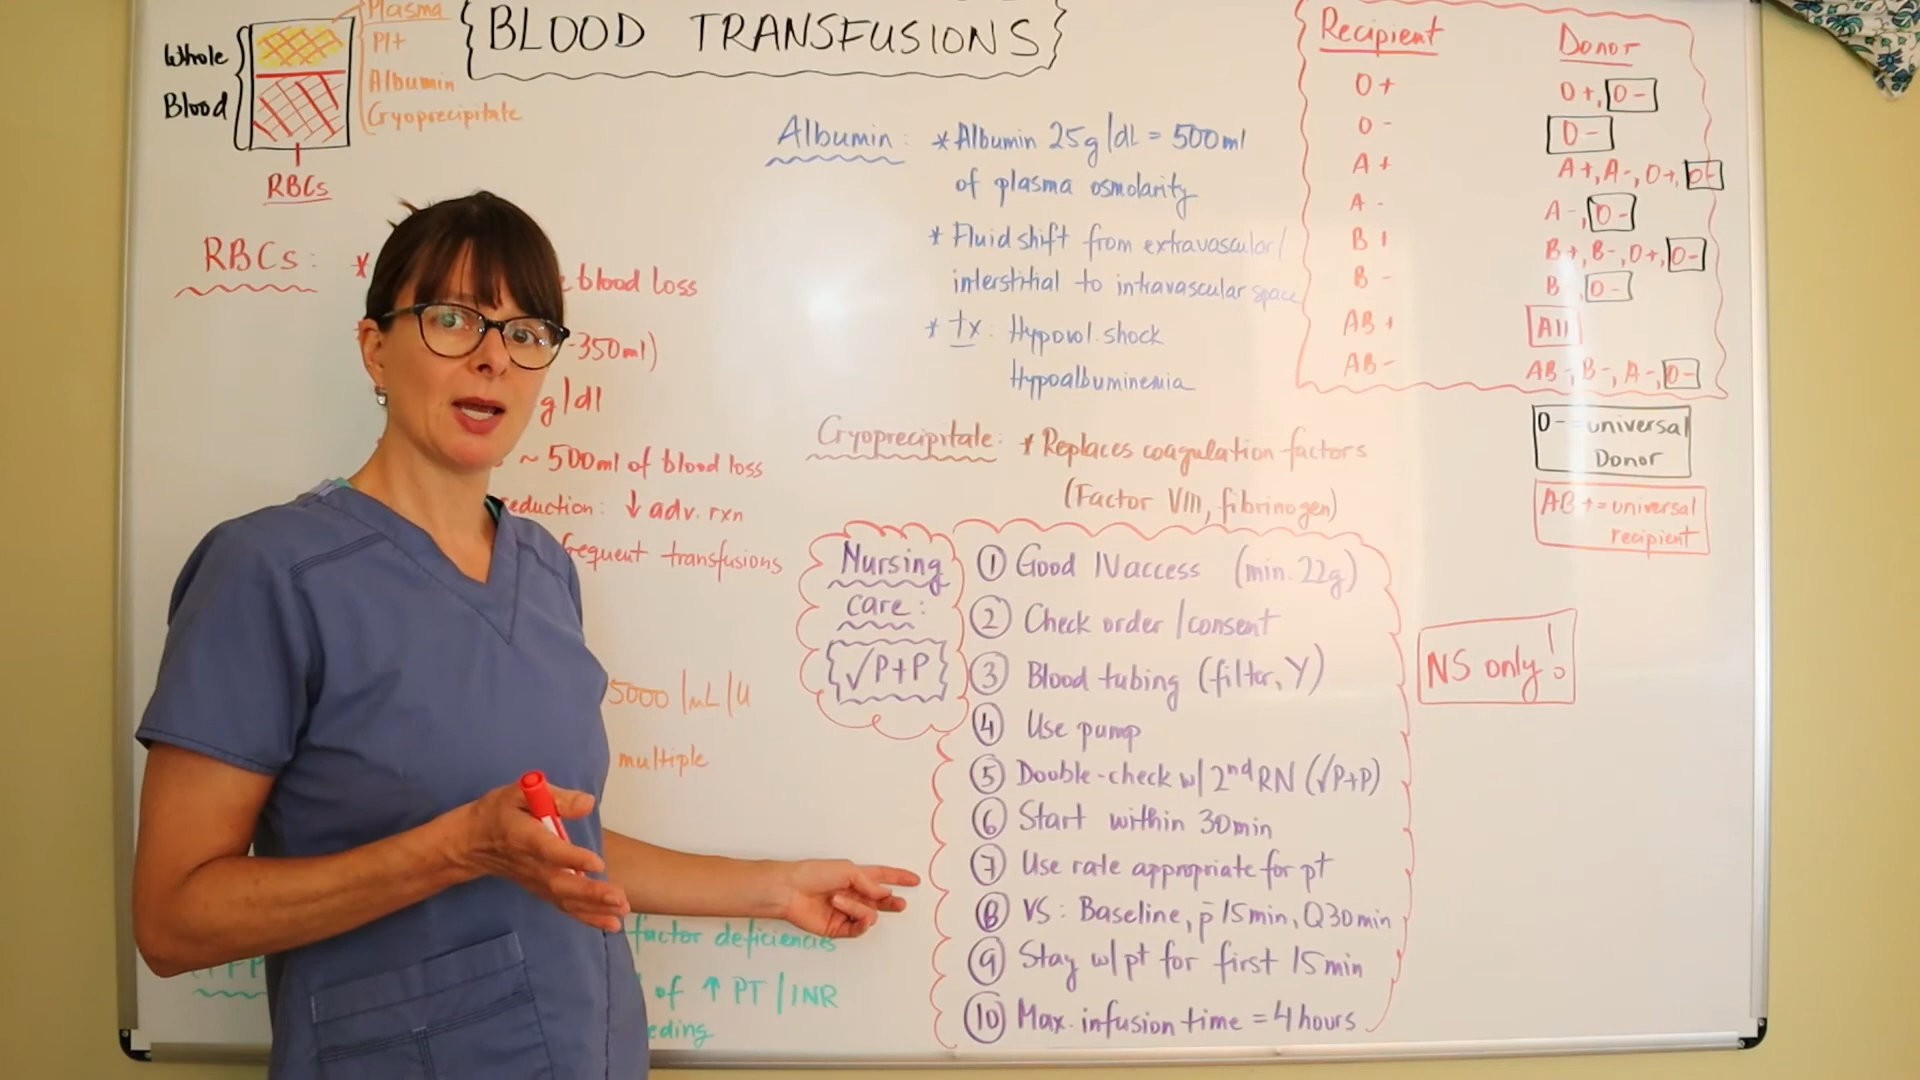 BLOOD TRANSFUSIONS
Whole
Blood
Plasma
Plt
Albumin
Cryoprecipitate
RBCs
RBCs:
*
blood loss
-350ml)
g/dl
~ 500ml of blood loss
eduction: ↓ adv. rxn
frequent transfusions
5000 /mL/U
multiple
factor deficiencies
of ↑ PT/INR
eding
Albumin: * Albumin 25g/dL = 500ml
of plasma osmolarity
* Fluid shift from extravascular/
interstitial to intravascular space
* tx: Hypovol. shock
Hypoalbuminemia
Cryoprecipitate: * Replaces coagulation factors
(Factor VIII, fibrinogen)
Nursing
care:
√P+P
① Good IV access (min. 22g)
② Check order/consent
③ Blood tubing (filter, Y)
④ Use pump
⑤ Double-check w/ 2nd RN (√P+P)
⑥ Start within 30min
⑦ Use rate appropriate for pt
⑧ VS: Baseline, p̄ 15min, Q30min
⑨ Stay w/pt for first 15min
⑩ Max. infusion time = 4 hours
NS only!
Recipient Donor
O+ O+, O-
O- O-
A+ A+, A-, O+, O-
A- A-, O-
B+ B+, B-, O+, O-
B- B-, O-
AB+ All
AB- AB-, B-, A-, O-
O- = universal
Donor
AB+ = universal
recipient